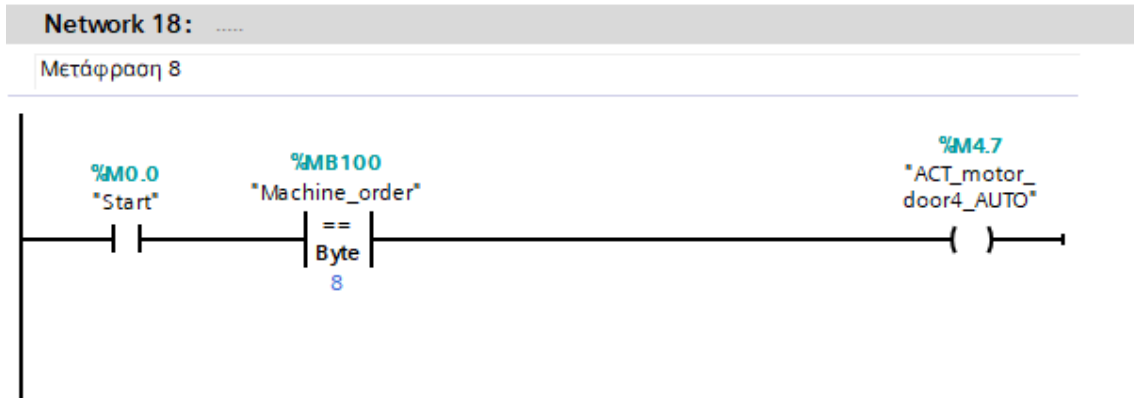 Network 18: .....
Μετάφραση 8
%M0.0
"Start"
%MB100
"Machine_order"
==
Byte
8
%M4.7
"ACT_motor_
door4_AUTO"